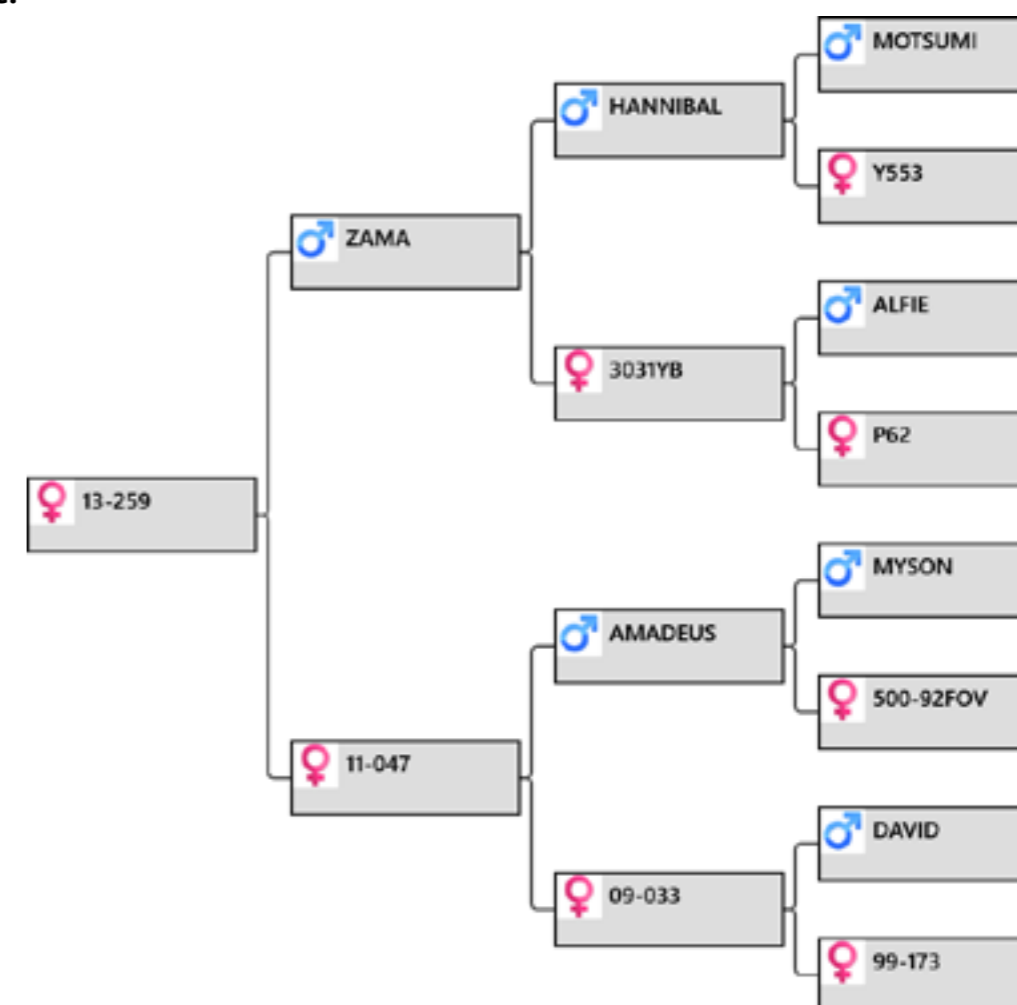 MOTSUMI
HANNIBAL
Y553
ZAMA
ALFIE
3031YB
P62
13-259
MYSON
AMADEUS
500-92FOV
11-047
DAVID
09-033
99-173